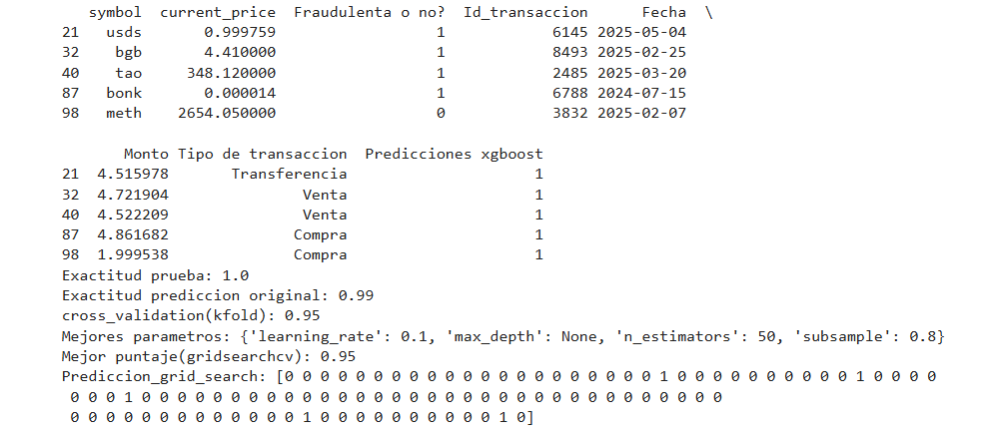 symbol current_price Fraudulenta o no? Id_transaccion Fecha \
21 usds 0.999759 1 6145 2025-05-04
32 bgb 4.410000 1 8493 2025-02-25
40 tao 348.120000 1 2485 2025-03-20
87 bonk 0.000014 1 6788 2024-07-15
98 meth 2654.050000 0 3832 2025-02-07
Monto Tipo de transaccion Predicciones xgboost
21 4.515978 Transferencia 1
32 4.721904 Venta 1
40 4.522209 Venta 1
87 4.861682 Compra 1
98 1.999538 Compra 1
Exactitud prueba: 1.0
Exactitud prediccion original: 0.99
cross_validation(kfold): 0.95
Mejores parametros: {'learning_rate': 0.1, 'max_depth': None, 'n_estimators': 50, 'subsample': 0.8}
Mejor puntaje(gridsearchcv): 0.95
Prediccion_grid_search: [0 0 0 0 0 0 0 0 0 0 0 0 0 0 0 0 0 0 0 0 0 1 0 0 0 0 0 0 0 0 0 0 1 0 0 0 0
0 0 0 1 0 0 0 0 0 0 0 0 0 0 0 0 0 0 0 0 0 0 0 0 0 0 0 0 0 0 0 0 0 0 0 0 0
0 0 0 0 0 0 0 0 0 0 0 0 0 1 0 0 0 0 0 0 0 0 0 0 1 0]